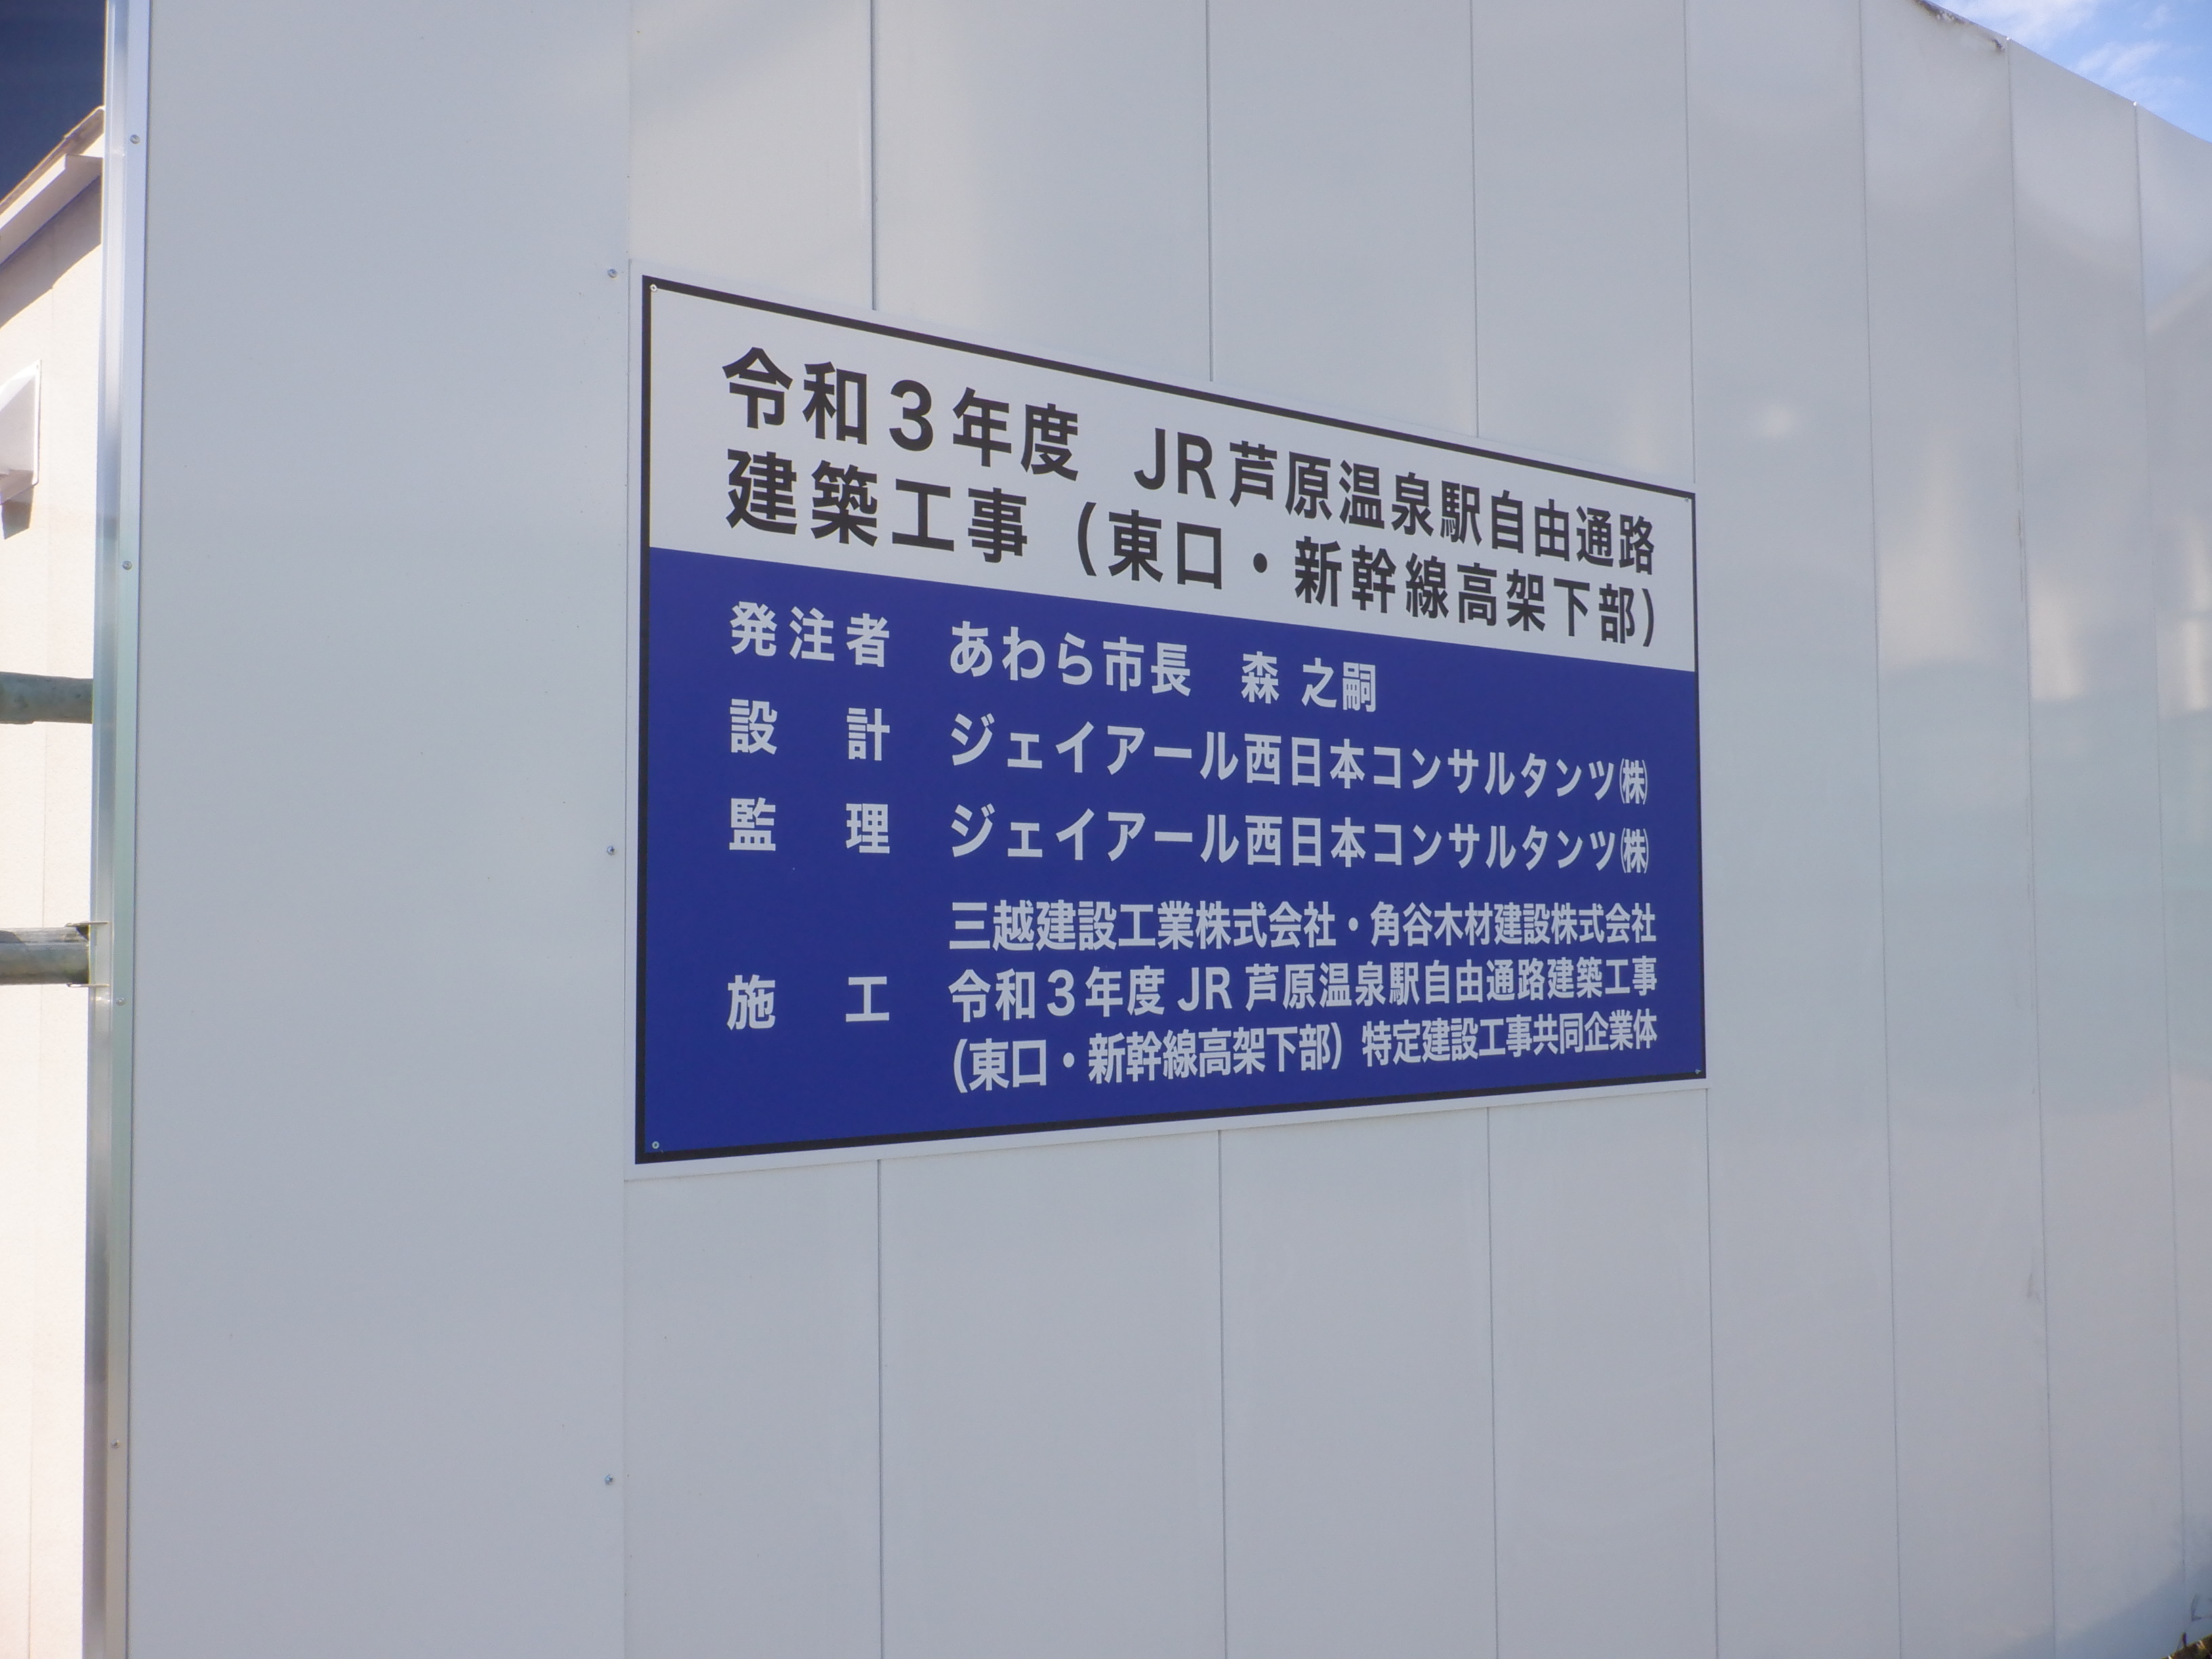 令和３年度　JR芦原温泉駅自由通路
建築工事（東口・新幹線高架下部）
発注者　あわら市長　森 之嗣
設　計　ジェイアール西日本コンサルタンツ㈱
監　理　ジェイアール西日本コンサルタンツ㈱
三越建設工業株式会社・角谷木材建設株式会社
施　工　令和３年度 JR 芦原温泉駅自由通路建築工事
（東口・新幹線高架下部）特定建設工事共同企業体